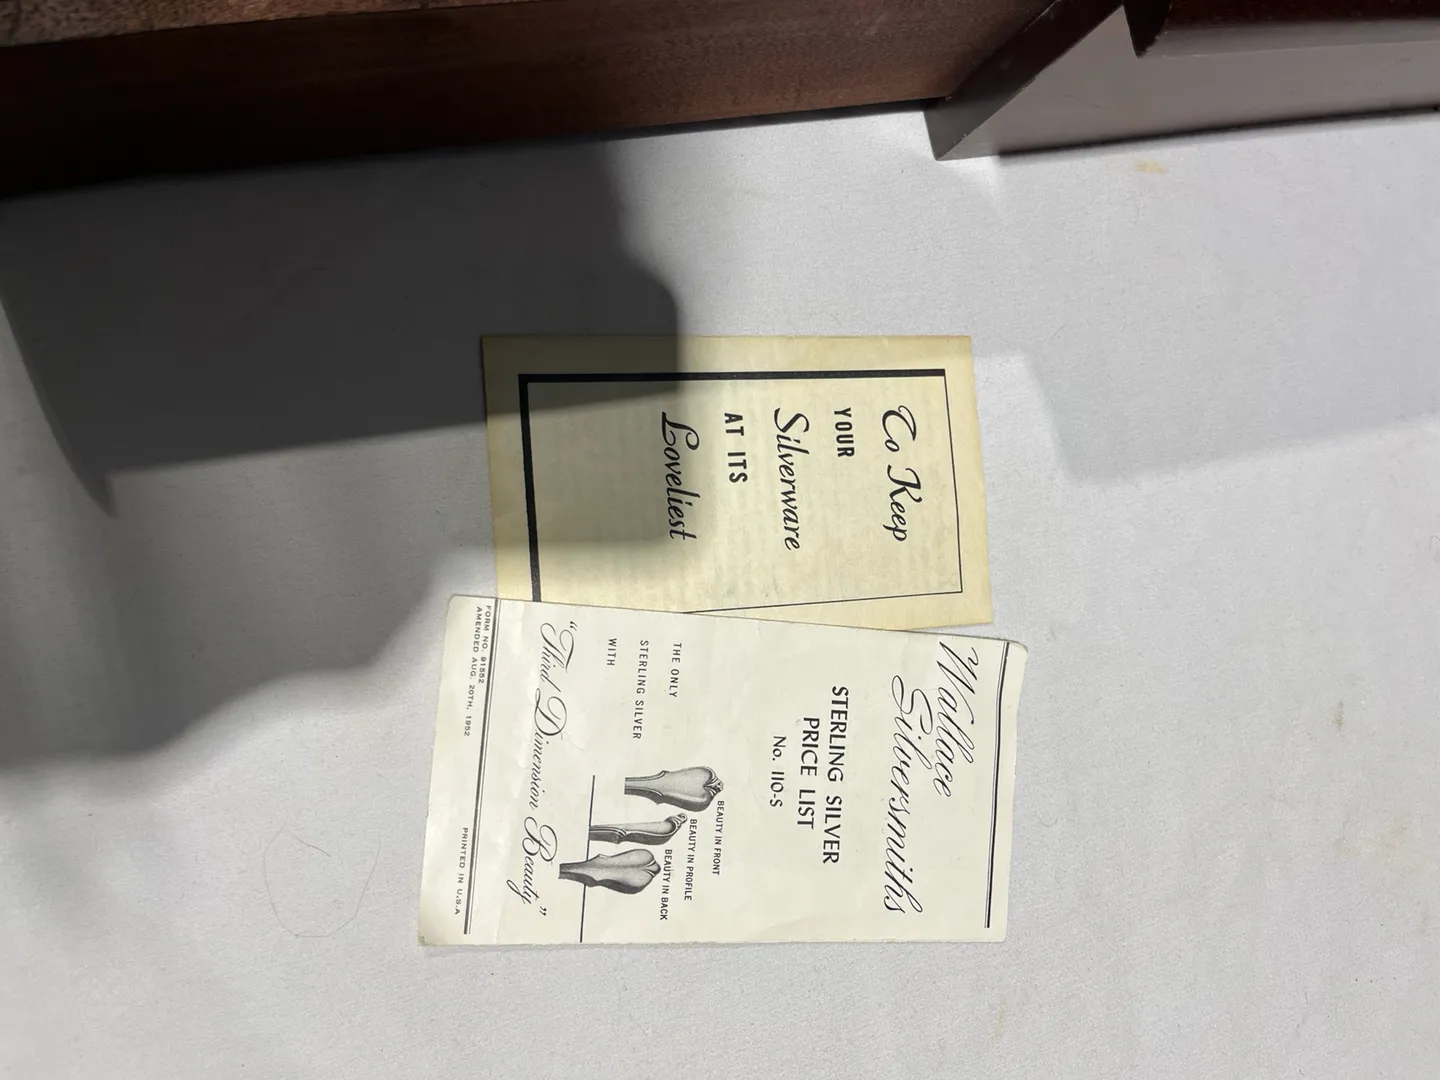 To Keep
YOUR
Silverware
AT ITS
Loveliest
Wallace
Silversmiths
STERLING SILVER
PRICE LIST
No. 110-S
BEAUTY IN FRONT
BEAUTY IN PROFILE
BEAUTY IN BACK
THE ONLY
STERLING SILVER
WITH
"Third Dimension Beauty"
FORM NO. 91552
AMENDED AUG. 20TH, 1952
PRINTED IN U.S.A